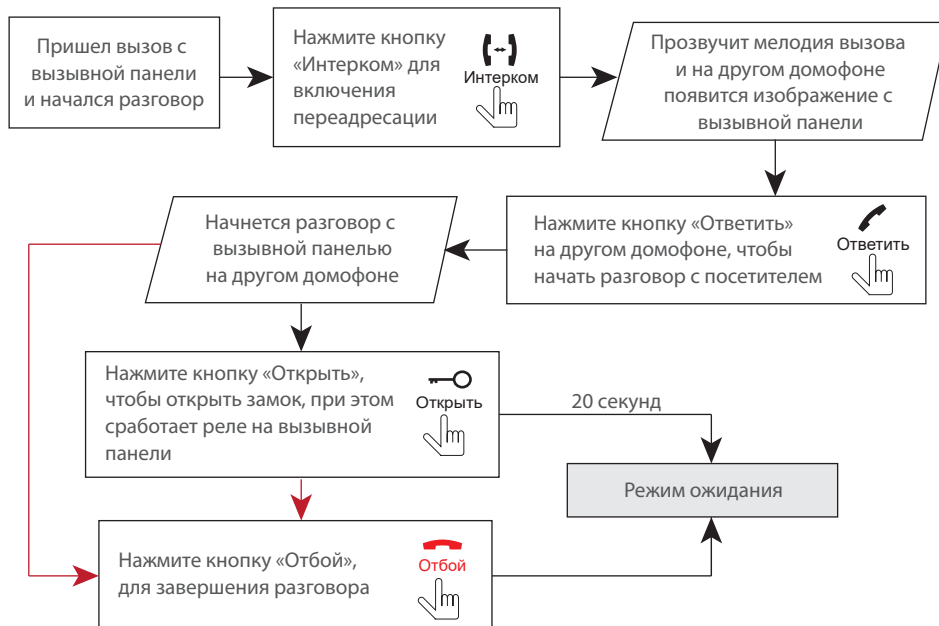 Пришел вызов с
вызывной панели
и начался разговор
Нажмите кнопку
«Интерком» для
включения
переадресации
Интерком
Прозвучит мелодия вызова
и на другом домофоне
появится изображение с
вызывной панели
Нажмите кнопку «Ответить»
на другом домофоне, чтобы
начать разговор с посетителем
Ответить
Начнется разговор с
вызывной панелью
на другом домофоне
Нажмите кнопку «Открыть»,
чтобы открыть замок, при этом
сработает реле на вызывной
панели
Открыть
20 секунд
Режим ожидания
Нажмите кнопку «Отбой»,
для завершения разговора
Отбой